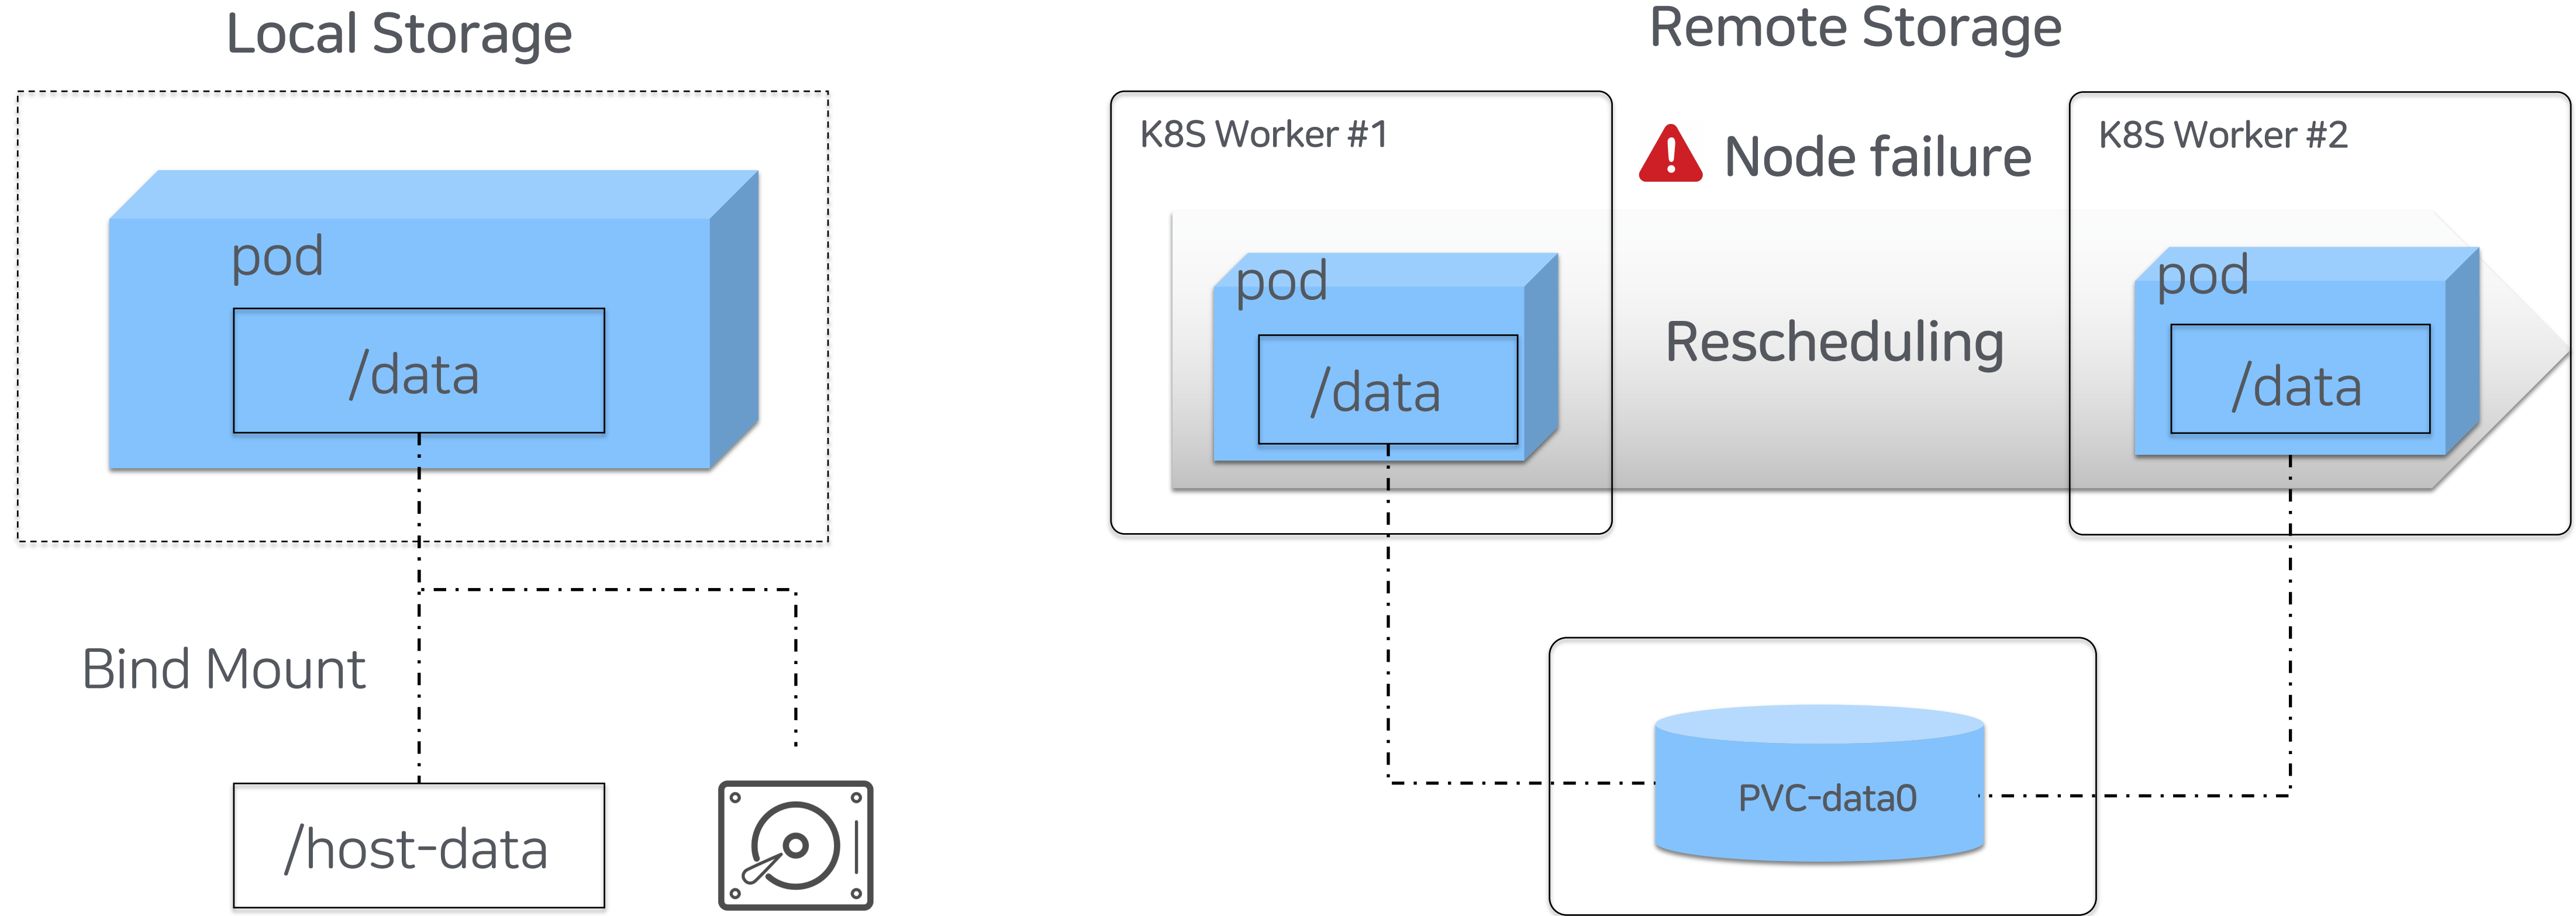 Local Storage
pod
/data
Bind Mount
/host-data
Remote Storage
K8S Worker #1
Node failure
K8S Worker #2
pod
/data
Rescheduling
pod
/data
PVC-data0